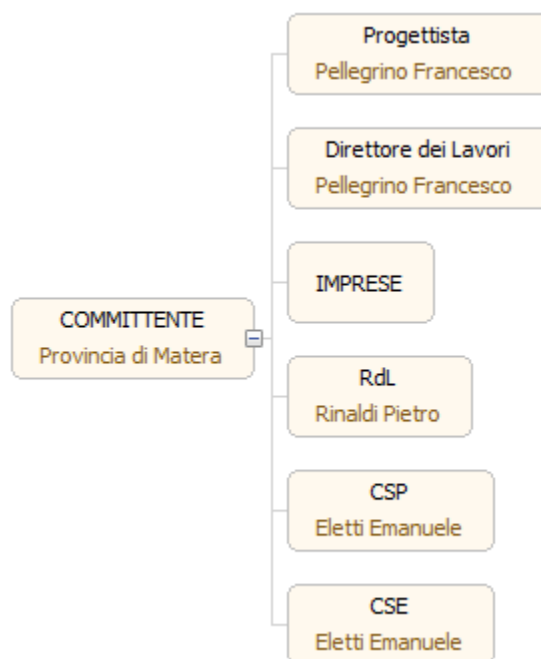 COMMITTENTE
Provincia di Matera
Progettista
Pellegrino Francesco
Direttore dei Lavori
Pellegrino Francesco
IMPRESE
RdL
Rinaldi Pietro
CSP
Eletti Emanuele
CSE
Eletti Emanuele